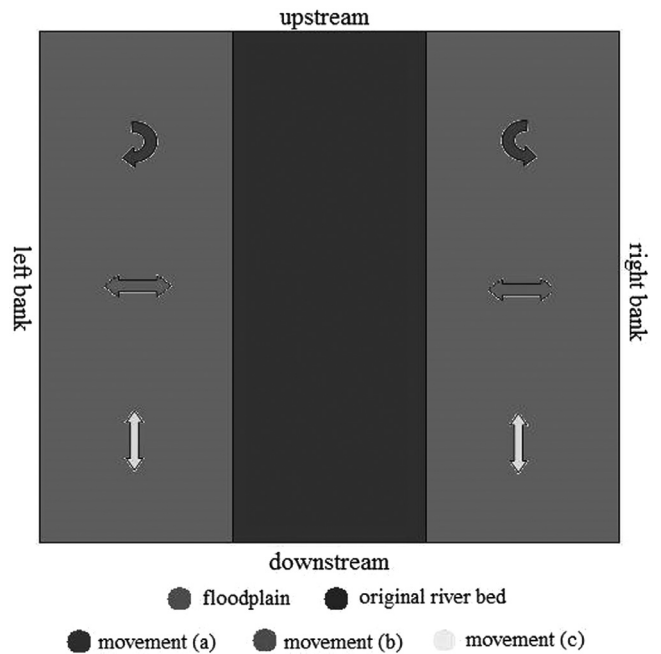 upstream
left bank
right bank
downstream
floodplain original river bed
movement (a) movement (b) movement (c)